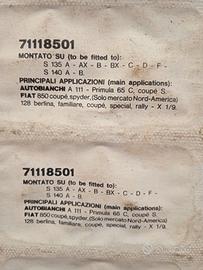 71118501
MONTATO SU (to be fitted to):
S 135 A - AX - B - BX - C - D - F -
S 140 A - B.
PRINCIPALI APPLICAZIONI (main applications):
AUTOBIANCHI A 111 - Primula 65 C, coupé S.
FIAT 850 coupé, spyder, (Solo mercato Nord-America)
128 berlina, familiare, coupé, special, rally - X 1/9.
71118501
MONTATO SU (to be fitted to):
S 135 A - AX - B - BX - C - D - F -
S 140 A - B.
PRINCIPALI APPLICAZIONI (main applications):
AUTOBIANCHI A 111 - Primula 65 C, coupé S.
FIAT 850 coupé, spyder, (Solo mercato Nord-America)
128 berlina, familiare, coupé, special, rally - X 1/9.